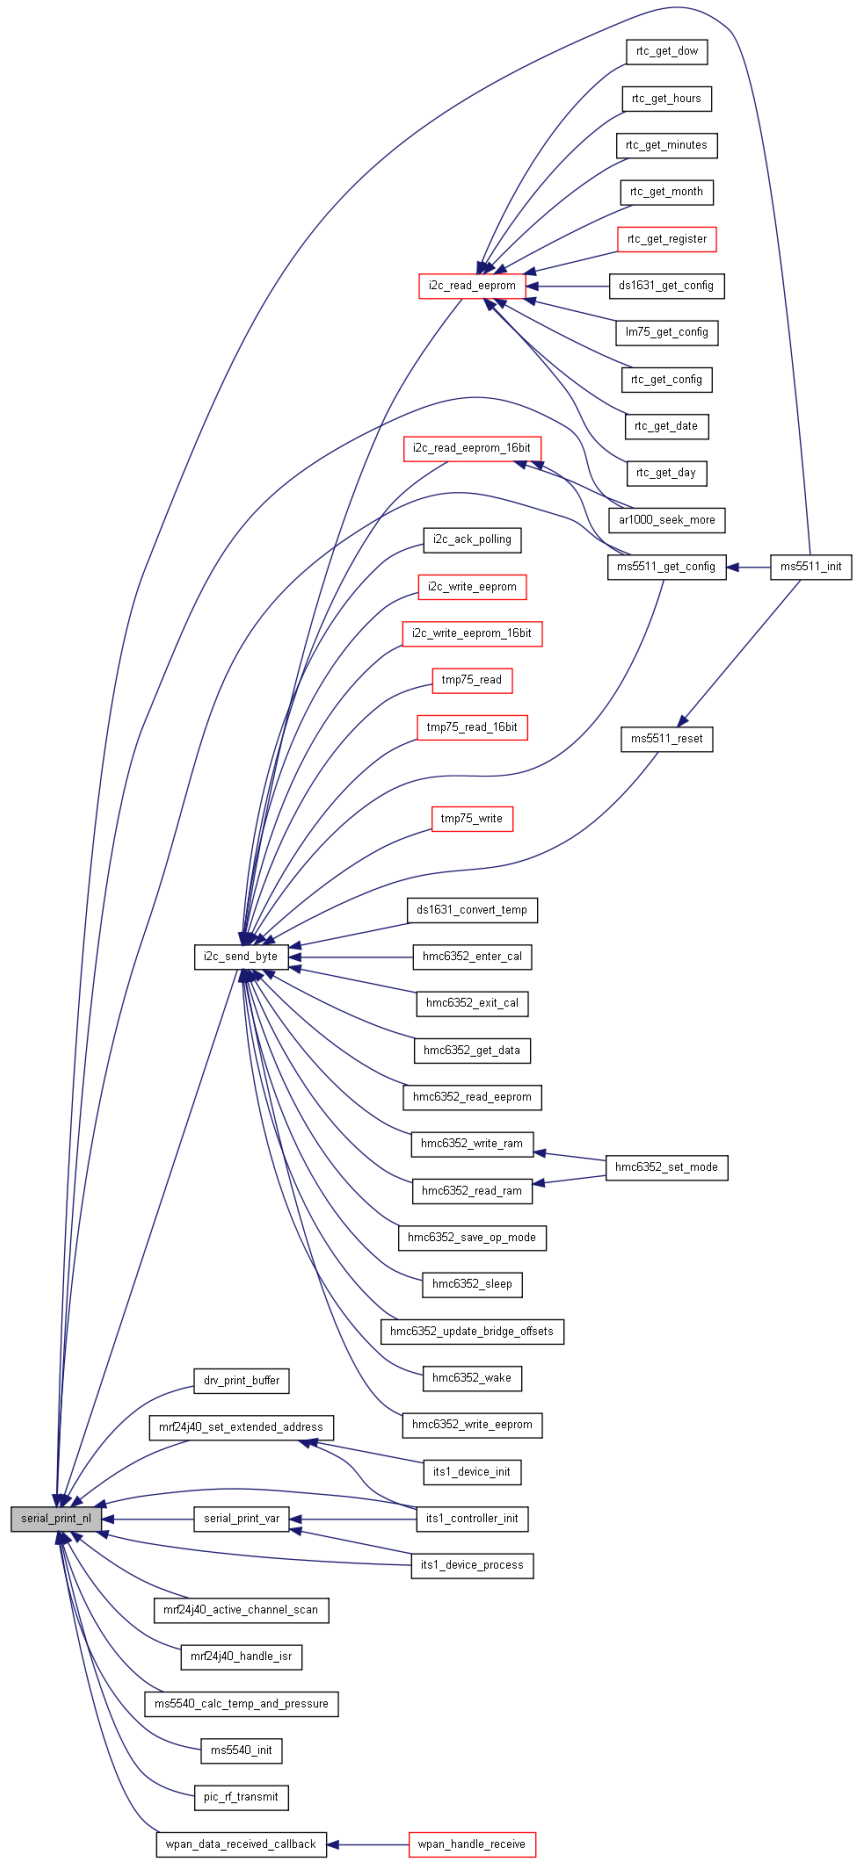 rtc_get_dow
rtc_get_hours
rtc_get_minutes
rtc_get_month
rtc_get_register
i2c_read_eeprom
ds1631_get_config
lm75_get_config
rtc_get_config
rtc_get_date
i2c_read_eeprom_16bit
rtc_get_day
ar1000_seek_more
i2c_ack_polling
ms5511_get_config
ms5511_init
i2c_write_eeprom
i2c_write_eeprom_16bit
tmp75_read
tmp75_read_16bit
ms5511_reset
tmp75_write
ds1631_convert_temp
i2c_send_byte
hmc6352_enter_cal
hmc6352_exit_cal
hmc6352_get_data
hmc6352_read_eeprom
hmc6352_write_ram
hmc6352_set_mode
hmc6352_read_ram
hmc6352_save_op_mode
hmc6352_sleep
hmc6352_update_bridge_offsets
drv_print_buffer
hmc6352_wake
mrf24j40_set_extended_address
hmc6352_write_eeprom
its1_device_init
serial_print_nl
serial_print_var
its1_controller_init
its1_device_process
mrf24j40_active_channel_scan
mrf24j40_handle_isr
ms5540_calc_temp_and_pressure
ms5540_init
pic_rf_transmit
wpan_data_received_callback
wpan_handle_receive